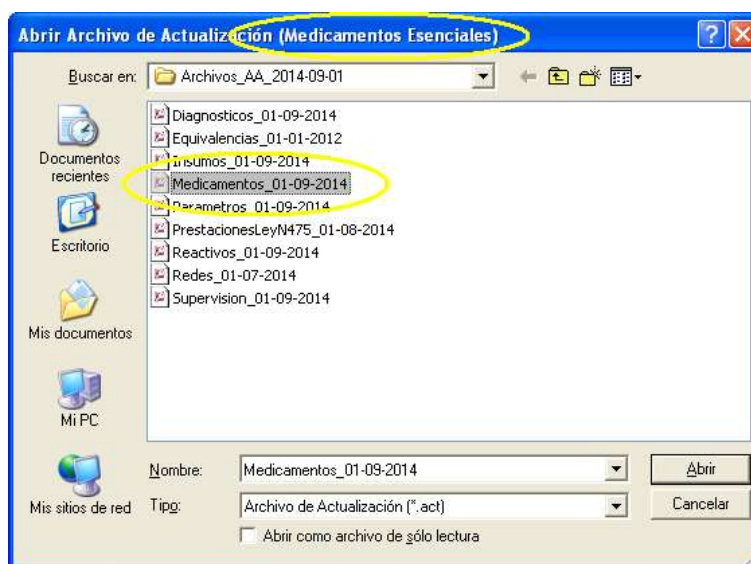 Abrir Archivo de Actualización (Medicamentos Esenciales)
Buscar en: Archivos_AA_2014-09-01
Documentos recientes
Escritorio
Mis documentos
Mi PC
Mis sitios de red
Diagnosticos_01-09-2014
Equivalencias_01-01-2012
Insumos_01-09-2014
Medicamentos_01-09-2014
Parametros_01-09-2014
PrestacionesLeyN475_01-08-2014
Reactivos_01-09-2014
Redes_01-07-2014
Supervision_01-09-2014
Nombre: Medicamentos_01-09-2014 Abrir
Tipo: Archivo de Actualización (*.act) Cancelar
Abrir como archivo de sólo lectura